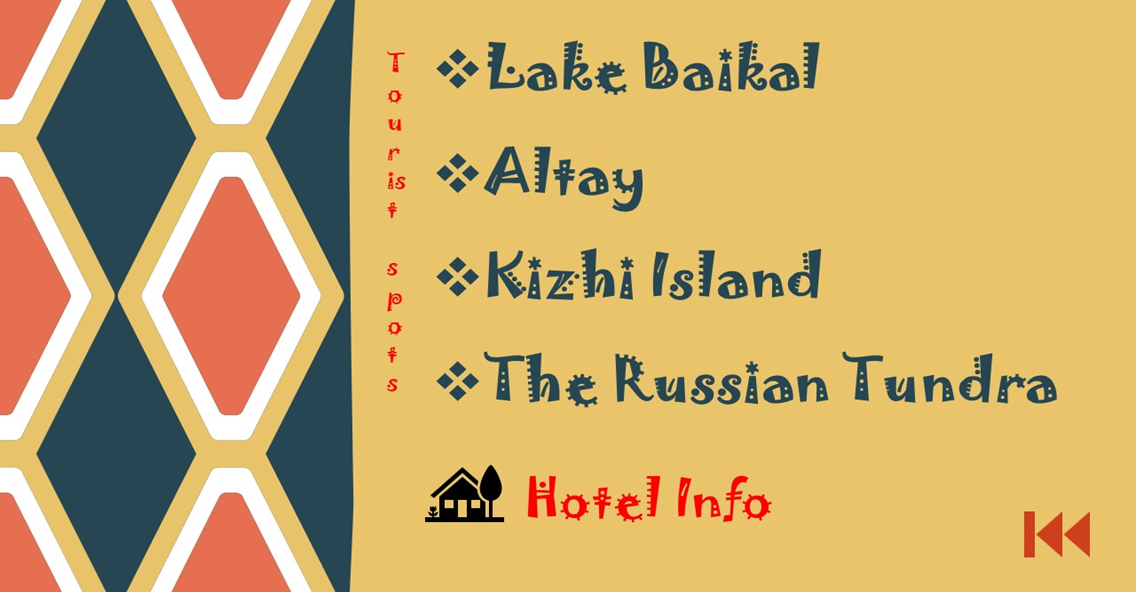 Tourist spots
Lake Baikal
Altay
Kizhi Island
The Russian Tundra
Hotel Info